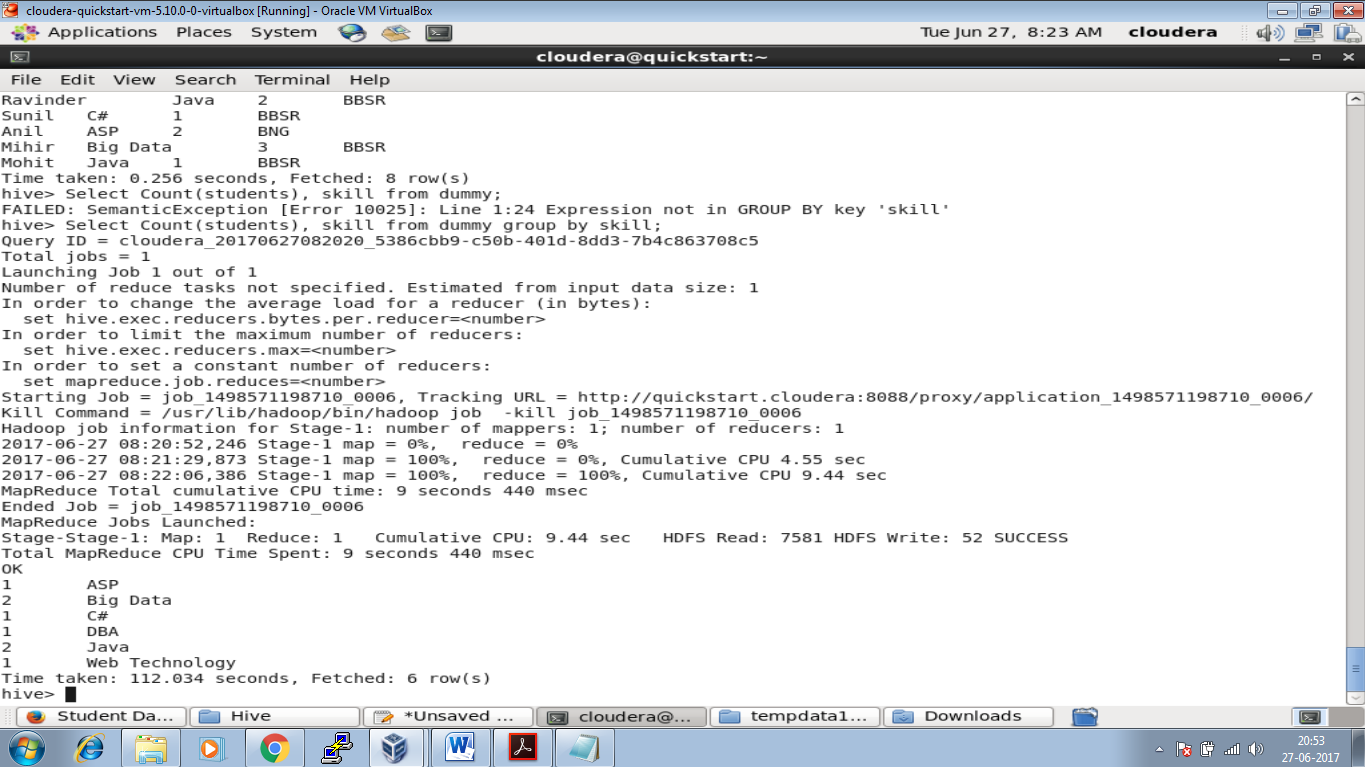 cloudera-quickstart-vm-5.10.0-0-virtualbox [Running] - Oracle VM VirtualBox
Applications Places System Tue Jun 27, 8:23 AM cloudera
cloudera@quickstart:~
File Edit View Search Terminal Help
Ravinder Java 2 BBSR
Sunil C# 1 BBSR
Anil ASP 2 BNG
Mihir Big Data 3 BBSR
Mohit Java 1 BBSR
Time taken: 0.256 seconds, Fetched: 8 row(s)
hive> Select Count(students), skill from dummy;
FAILED: SemanticException [Error 10025]: Line 1:24 Expression not in GROUP BY key 'skill'
hive> Select Count(students), skill from dummy group by skill;
Query ID = cloudera_20170627082020_5386cbb9-c50b-401d-8dd3-7b4c863708c5
Total jobs = 1
Launching Job 1 out of 1
Number of reduce tasks not specified. Estimated from input data size: 1
In order to change the average load for a reducer (in bytes):
  set hive.exec.reducers.bytes.per.reducer=<number>
In order to limit the maximum number of reducers:
  set hive.exec.reducers.max=<number>
In order to set a constant number of reducers:
  set mapreduce.job.reduces=<number>
Starting Job = job_1498571198710_0006, Tracking URL = http://quickstart.cloudera:8088/proxy/application_1498571198710_0006/
Kill Command = /usr/lib/hadoop/bin/hadoop job  -kill job_1498571198710_0006
Hadoop job information for Stage-1: number of mappers: 1; number of reducers: 1
2017-06-27 08:20:52,246 Stage-1 map = 0%,  reduce = 0%
2017-06-27 08:21:29,873 Stage-1 map = 100%,  reduce = 0%, Cumulative CPU 4.55 sec
2017-06-27 08:22:06,386 Stage-1 map = 100%,  reduce = 100%, Cumulative CPU 9.44 sec
MapReduce Total cumulative CPU time: 9 seconds 440 msec
Ended Job = job_1498571198710_0006
MapReduce Jobs Launched:
Stage-Stage-1: Map: 1  Reduce: 1   Cumulative CPU: 9.44 sec   HDFS Read: 7581 HDFS Write: 52 SUCCESS
Total MapReduce CPU Time Spent: 9 seconds 440 msec
OK
1 ASP
2 Big Data
1 C#
1 DBA
2 Java
1 Web Technology
Time taken: 112.034 seconds, Fetched: 6 row(s)
hive>
Student Da... Hive *Unsaved ... cloudera@... tempdata1... Downloads
20:53
27-06-2017